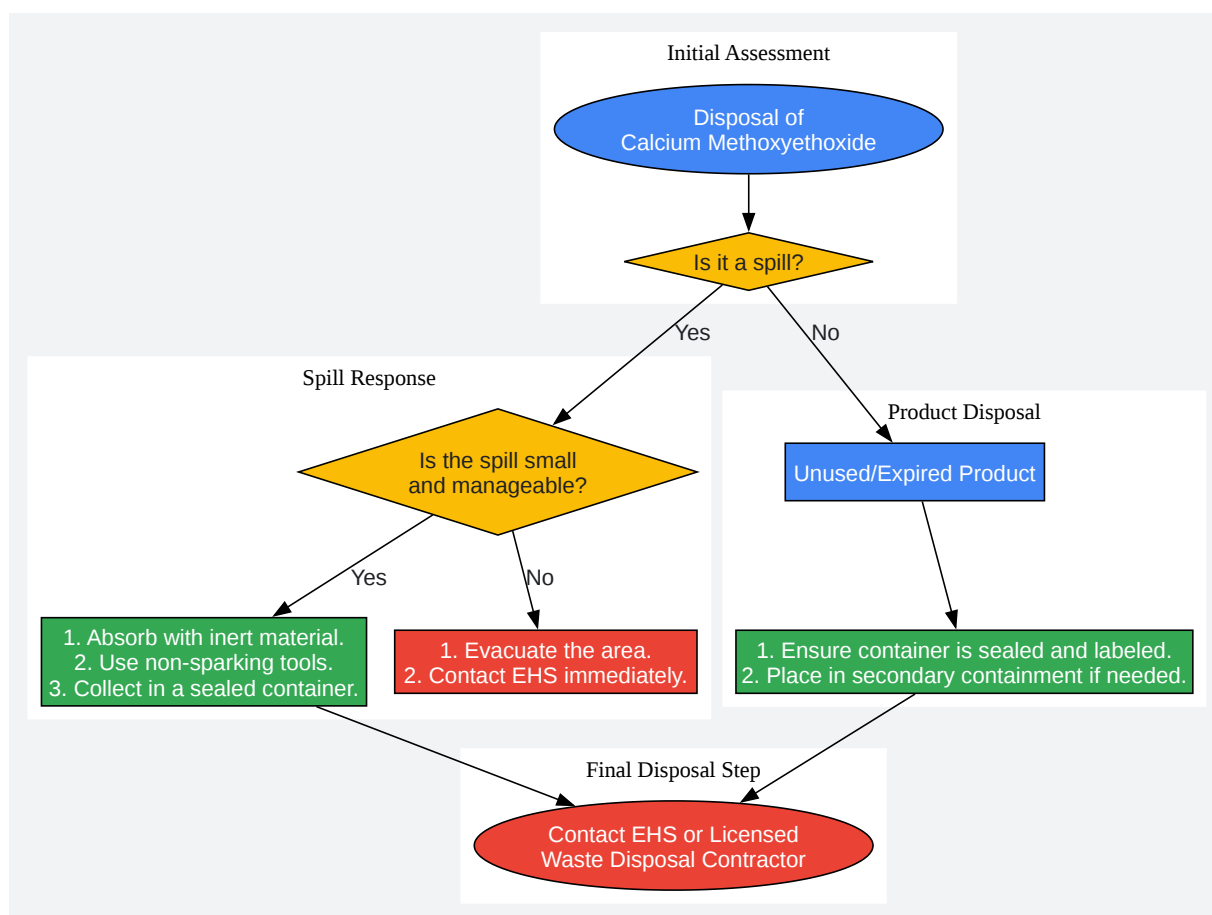 Initial Assessment
Disposal of
Calcium Methoxyethoxide
Is it a spill?
Yes
No
Spill Response
Is the spill small
and manageable?
Yes
No
1. Absorb with inert material.
2. Use non-sparking tools.
3. Collect in a sealed container.
1. Evacuate the area.
2. Contact EHS immediately.
Product Disposal
Unused/Expired Product
1. Ensure container is sealed and labeled.
2. Place in secondary containment if needed.
Final Disposal Step
Contact EHS or Licensed
Waste Disposal Contractor